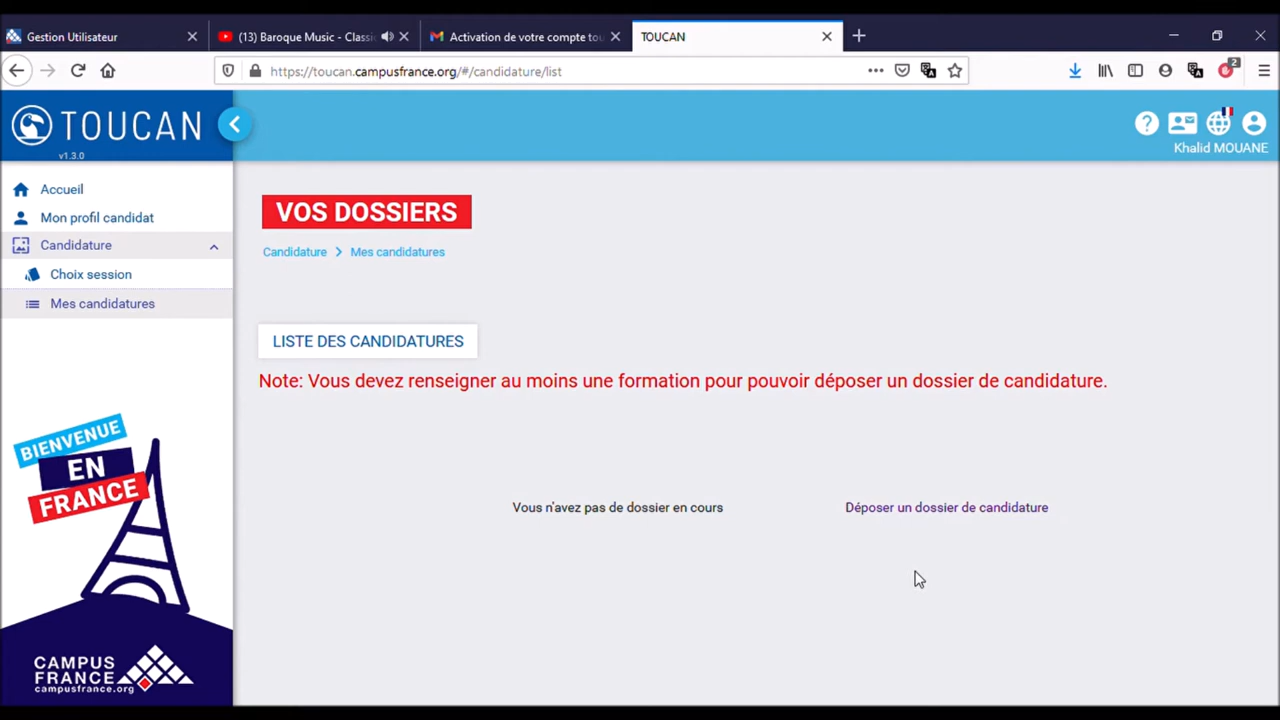 Gestion Utilisateur
(13) Baroque Music - Classi
Activation de votre compte tou
TOUCAN
https://toucan.campusfrance.org/#/candidature/list
2
TOUCAN
v1.3.0
Khalid MOUANE
Accueil
Mon profil candidat
Candidature
Choix session
Mes candidatures
VOS DOSSIERS
Candidature > Mes candidatures
LISTE DES CANDIDATURES
Note: Vous devez renseigner au moins une formation pour pouvoir déposer un dossier de candidature.
Vous n'avez pas de dossier en cours
Déposer un dossier de candidature
BIENVENUE
EN
FRANCE
CAMPUS
FRANCE
campusfrance.org